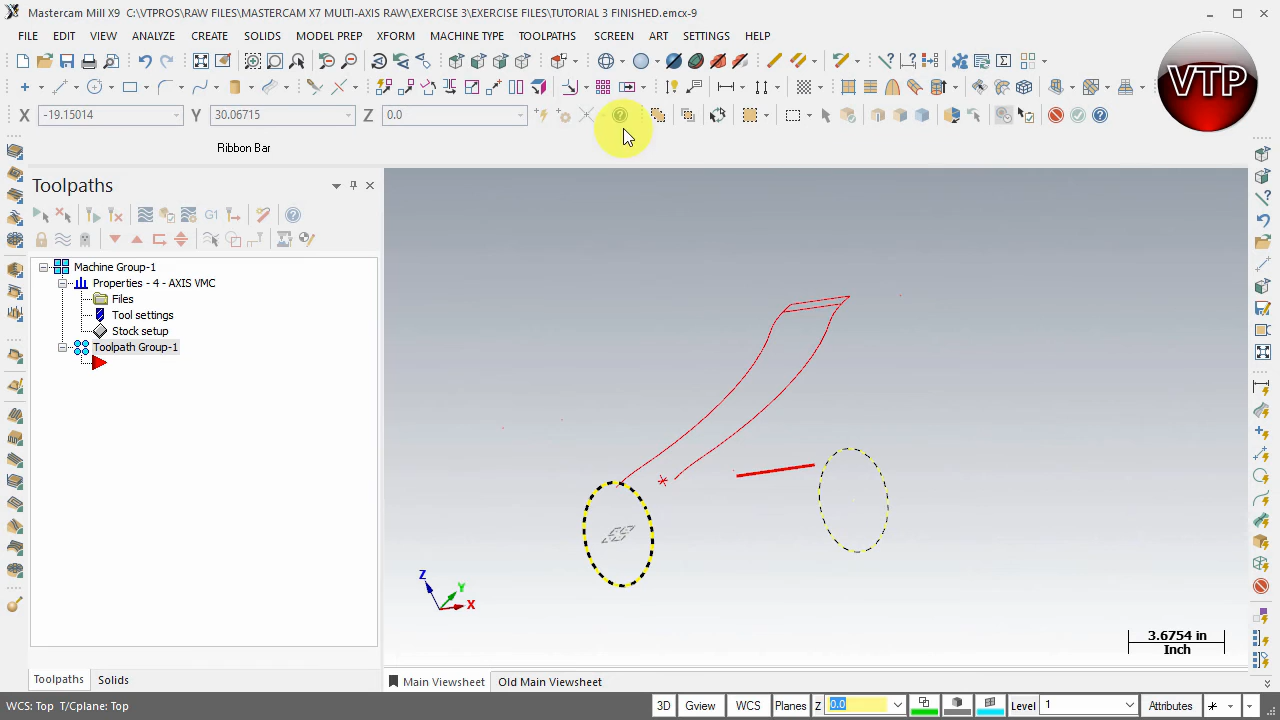 Mastercam Mill X9 C:\VTPROS\RAW FILES\MASTERCAM X7 MULTI-AXIS RAW\EXERCISE 3\EXERCISE FILES\TUTORIAL 3 FINISHED.emcx-9
FILE EDIT VIEW ANALYZE CREATE SOLIDS MODEL PREP XFORM MACHINE TYPE TOOLPATHS SCREEN ART SETTINGS HELP
VTP
X -19.15014 Y 30.06715 Z 0.0
Ribbon Bar
Toolpaths
G1
Machine Group-1
Properties - 4 - AXIS VMC
Files
Tool settings
Stock setup
Toolpath Group-1
Z
Y
X
3.6754 in
Inch
Toolpaths Solids
Main Viewsheet Old Main Viewsheet
WCS: Top T/Cplane: Top 3D Gview WCS Planes Z 0.0 Level 1 Attributes